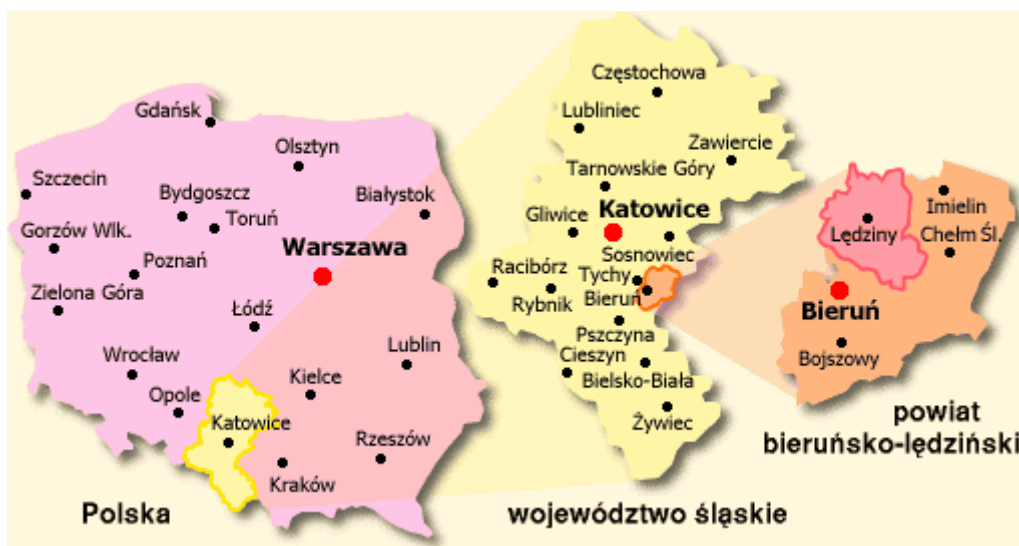 Gdańsk
Olsztyn
Szczecin
Bydgoszcz
Białystok
Toruń
Gorzów Wlk.
Warszawa
Poznań
Zielona Góra
Łódź
Wrocław
Lublin
Kielce
Opole
Katowice
Rzeszów
Kraków
Polska
Częstochowa
Lubliniec
Zawiercie
Tarnowskie Góry
Gliwice
Katowice
Sosnowiec
Racibórz
Tychy
Rybnik
Bieruń
Pszczyna
Cieszyn
Bielsko-Biała
Żywiec
województwo śląskie
Imielin
Lędziny
Chełm Śl.
Bieruń
Bojszowy
powiat
bieruńsko-lędziński